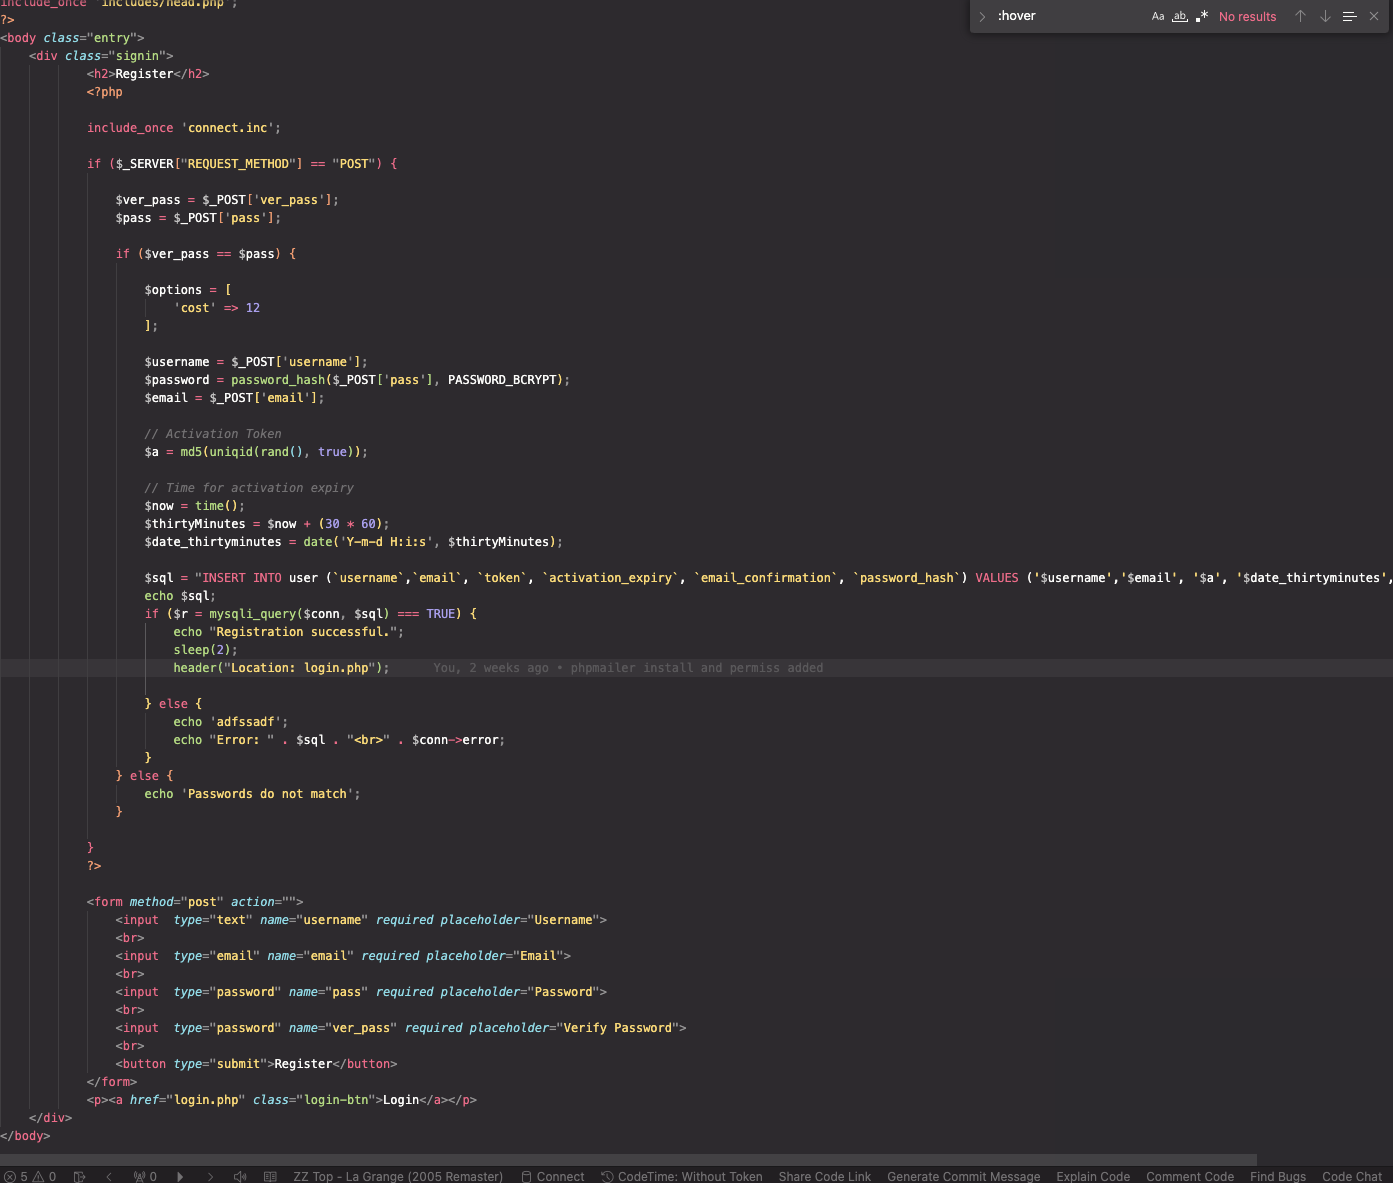 include_once 'includes/head.php';
:hover
Aa ab .* No results
?>
<body class="entry">
<div class="signin">
<h2>Register</h2>
<?php
include_once 'connect.inc';
if ($_SERVER["REQUEST_METHOD"] == "POST") {
$ver_pass = $_POST['ver_pass'];
$pass = $_POST['pass'];
if ($ver_pass == $pass) {
$options = [
'cost' => 12
];
$username = $_POST['username'];
$password = password_hash($_POST['pass'], PASSWORD_BCRYPT);
$email = $_POST['email'];
// Activation Token
$a = md5(uniqid(rand(), true));
// Time for activation expiry
$now = time();
$thirtyMinutes = $now + (30 * 60);
$date_thirtyminutes = date('Y-m-d H:i:s', $thirtyMinutes);
$sql = "INSERT INTO user (`username`,`email`, `token`, `activation_expiry`, `email_confirmation`, `password_hash`) VALUES ('$username','$email', '$a', '$date_thirtyminutes',
echo $sql;
if ($r = mysqli_query($conn, $sql) === TRUE) {
echo "Registration successful.";
sleep(2);
header("Location: login.php"); You, 2 weeks ago • phpmailer install and permiss added
} else {
echo 'adfssadf';
echo "Error: " . $sql . "<br>" . $conn->error;
}
} else {
echo 'Passwords do not match';
}
}
?>
<form method="post" action="">
<input  type="text" name="username" required placeholder="Username">
<br>
<input  type="email" name="email" required placeholder="Email">
<br>
<input  type="password" name="pass" required placeholder="Password">
<br>
<input  type="password" name="ver_pass" required placeholder="Verify Password">
<br>
<button type="submit">Register</button>
</form>
<p><a href="login.php" class="login-btn">Login</a></p>
</div>
</body>
5 0 0 ZZ Top - La Grange (2005 Remaster) Connect CodeTime: Without Token Share Code Link Generate Commit Message Explain Code Comment Code Find Bugs Code Chat